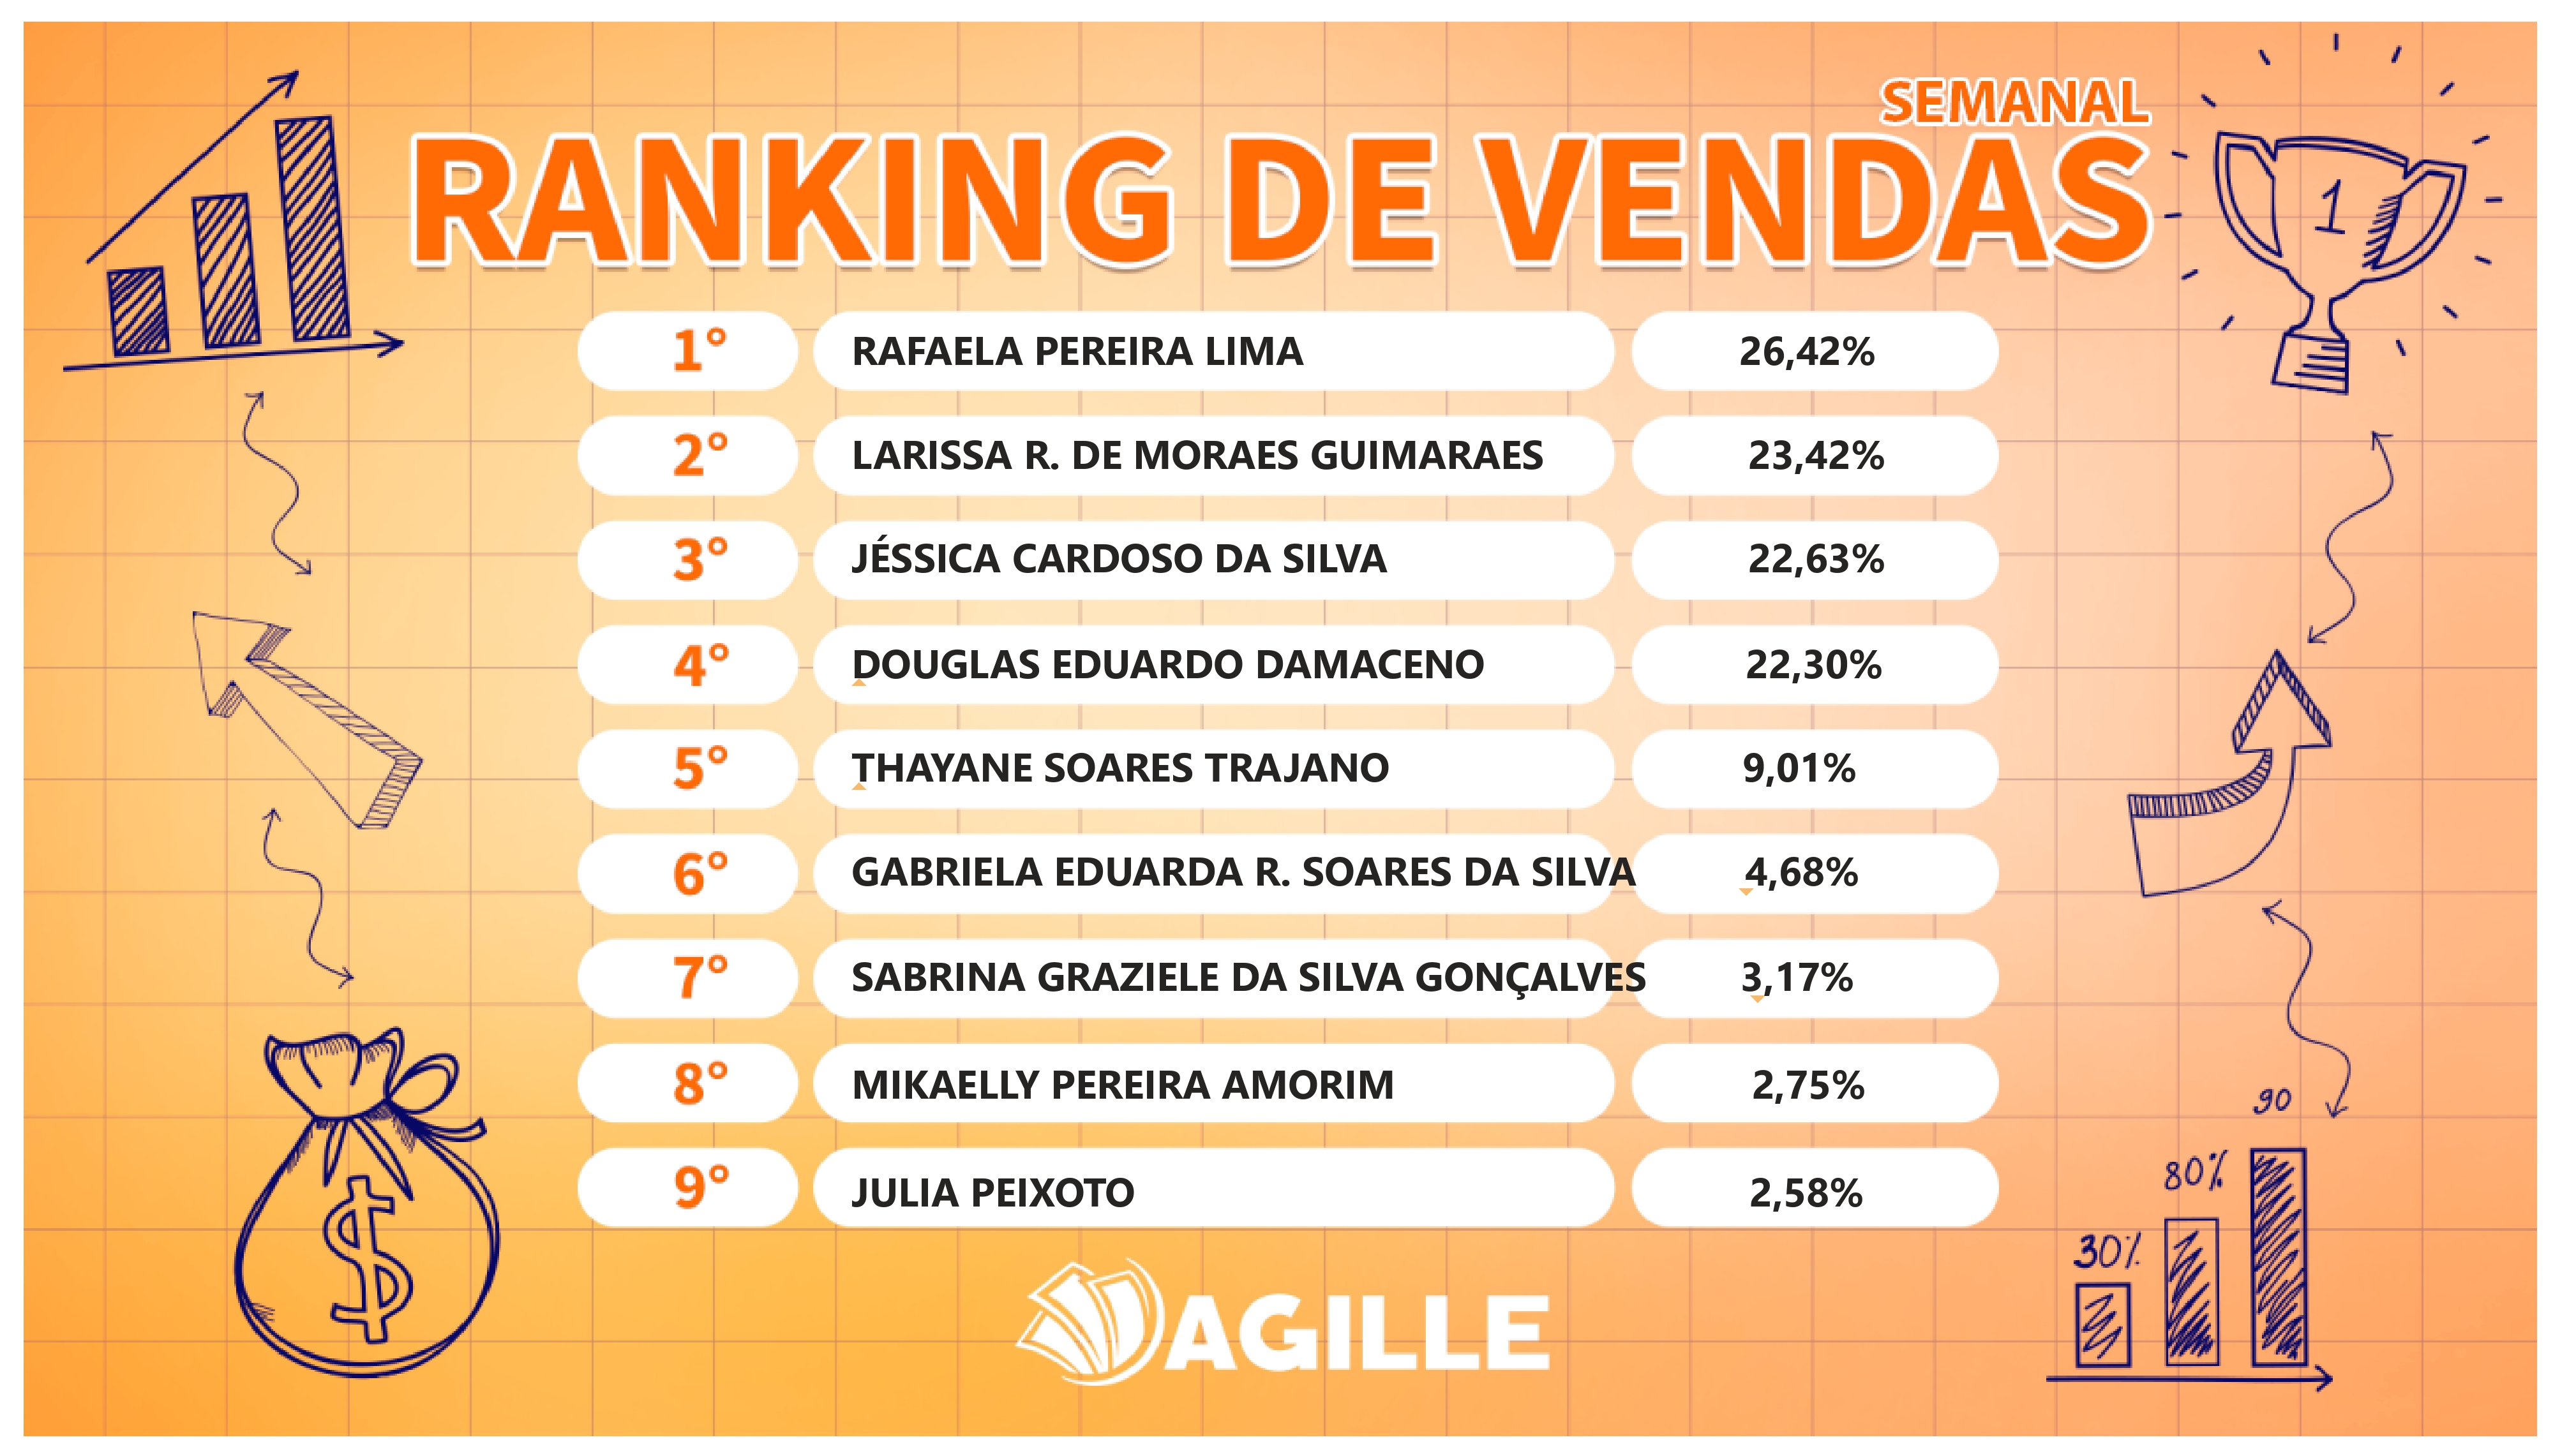 SEMANAL
RANKING DE VENDAS
1
1° RAFAELA PEREIRA LIMA 26,42%
2° LARISSA R. DE MORAES GUIMARAES 23,42%
3° JÉSSICA CARDOSO DA SILVA 22,63%
4° DOUGLAS EDUARDO DAMACENO 22,30%
5° THAYANE SOARES TRAJANO 9,01%
6° GABRIELA EDUARDA R. SOARES DA SILVA 4,68%
7° SABRINA GRAZIELE DA SILVA GONÇALVES 3,17%
8° MIKAELLY PEREIRA AMORIM 2,75%
9° JULIA PEIXOTO 2,58%
90
80%
30%
$
AGILLE